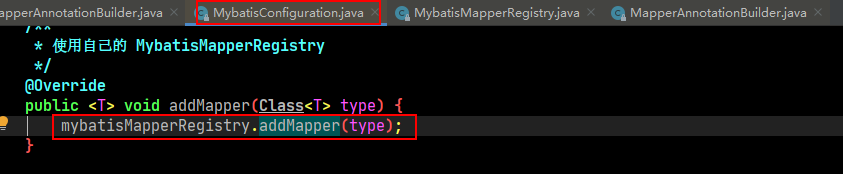 apperAnnotationBuilder.java MybatisConfiguration.java MybatisMapperRegistry.java MapperAnnotationBuilder.java
/**
* 使用自己的 MybatisMapperRegistry
*/
@Override
public <T> void addMapper(Class<T> type) {
mybatisMapperRegistry.addMapper(type);
}